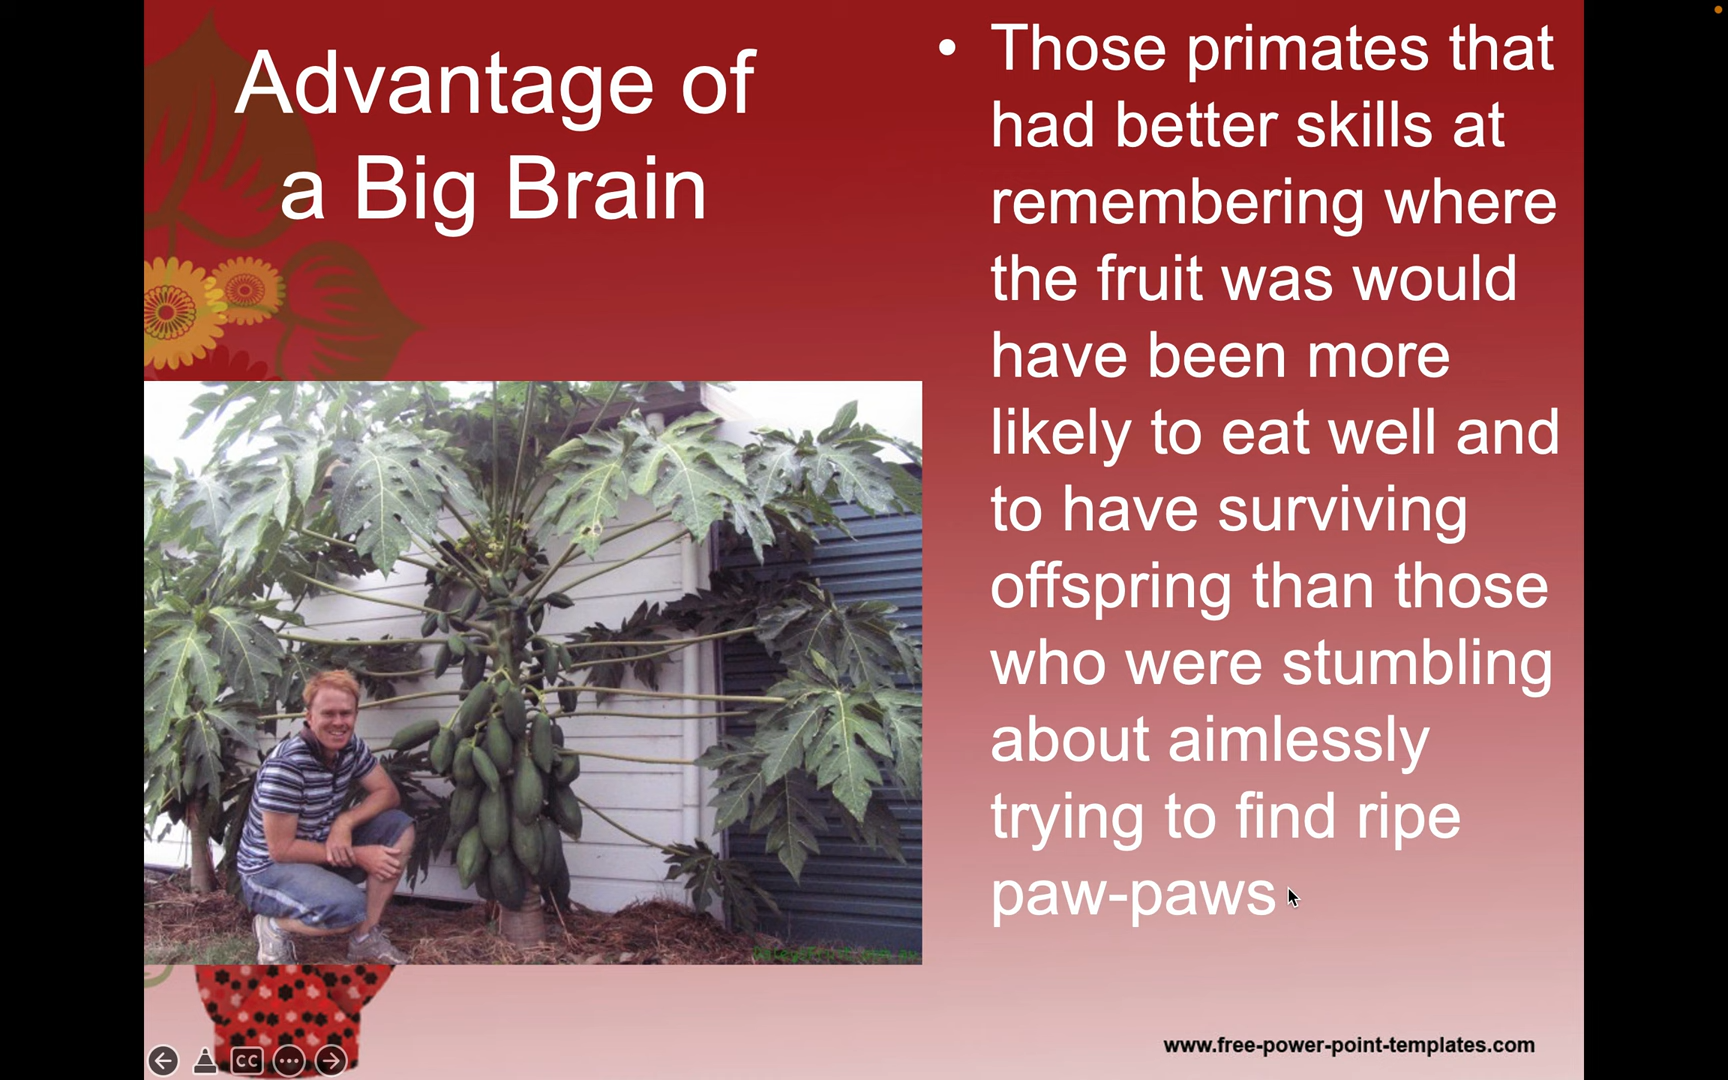 Advantage of
a Big Brain
• Those primates that
had better skills at
remembering where
the fruit was would
have been more
likely to eat well and
to have surviving
offspring than those
who were stumbling
about aimlessly
trying to find ripe
paw-paws
www.free-power-point-templates.com
CC